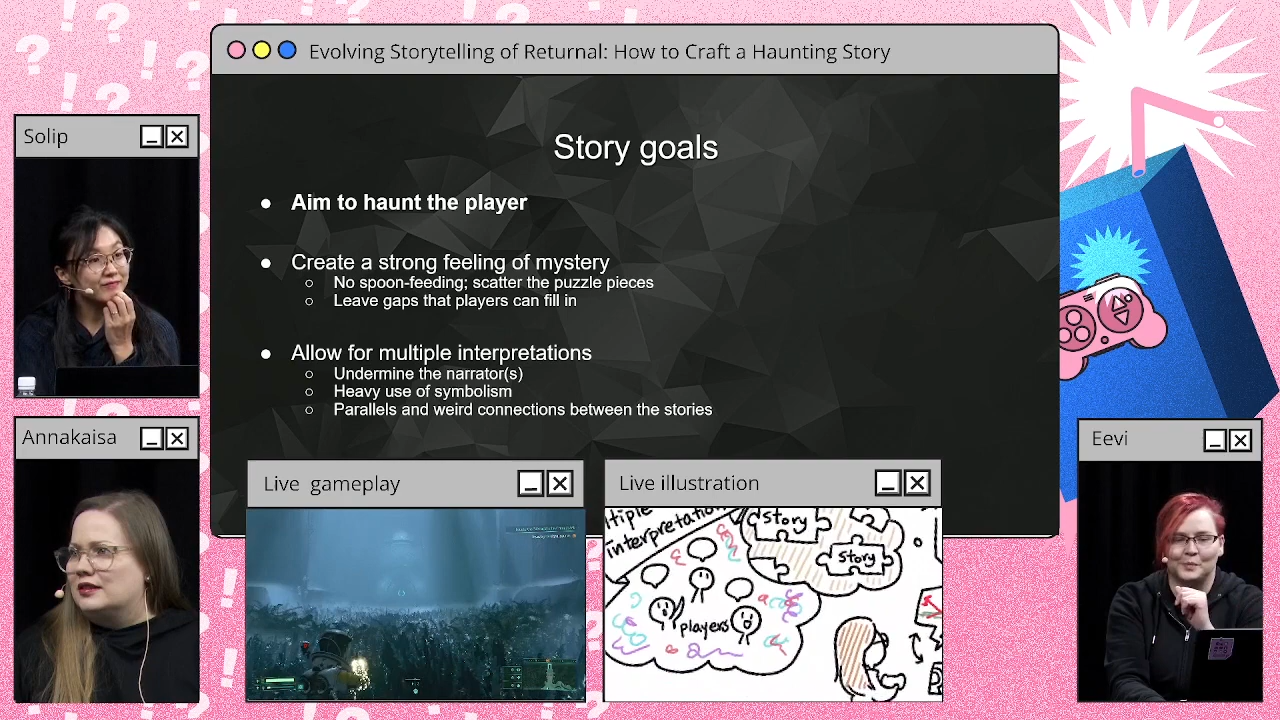 Evolving Storytelling of Returnal: How to Craft a Haunting Story
Solip
Story goals
Aim to haunt the player
Create a strong feeling of mystery
No spoon-feeding; scatter the puzzle pieces
Leave gaps that players can fill in
Allow for multiple interpretations
Undermine the narrator(s)
Heavy use of symbolism
Parallels and weird connections between the stories
Annakaisa
Eevi
Live gameplay
Live illustration
ltiple
interpretation
Story
Story
players